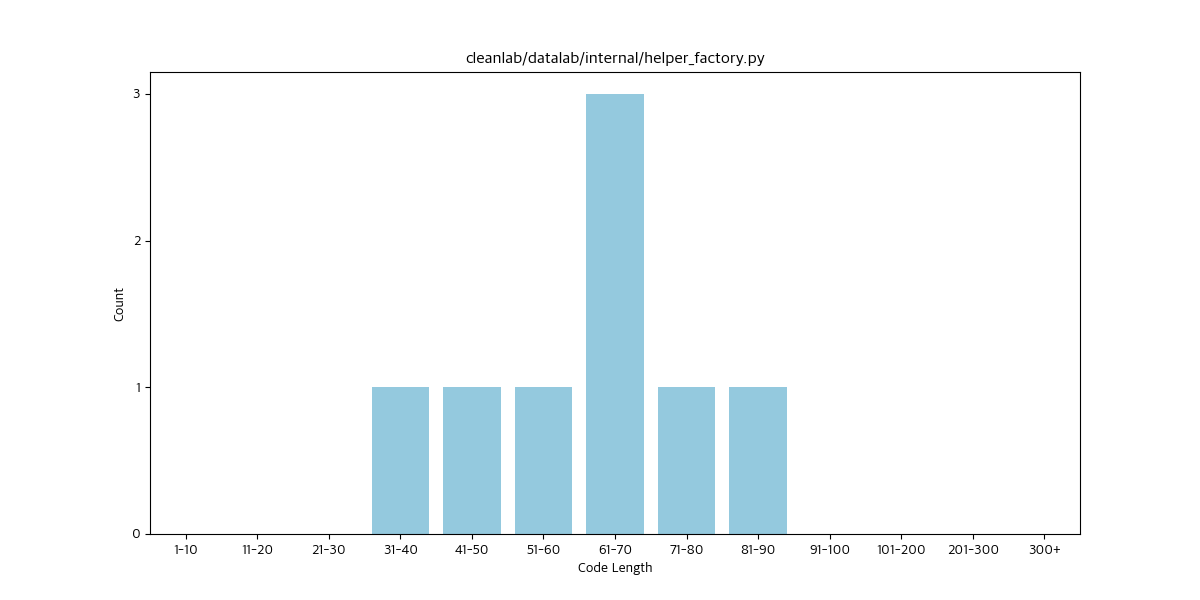 cleanlab/datalab/internal/helper_factory.py
3
2
1
0
Count
1-10 11-20 21-30 31-40 41-50 51-60 61-70 71-80 81-90 91-100 101-200 201-300 300+
Code Length